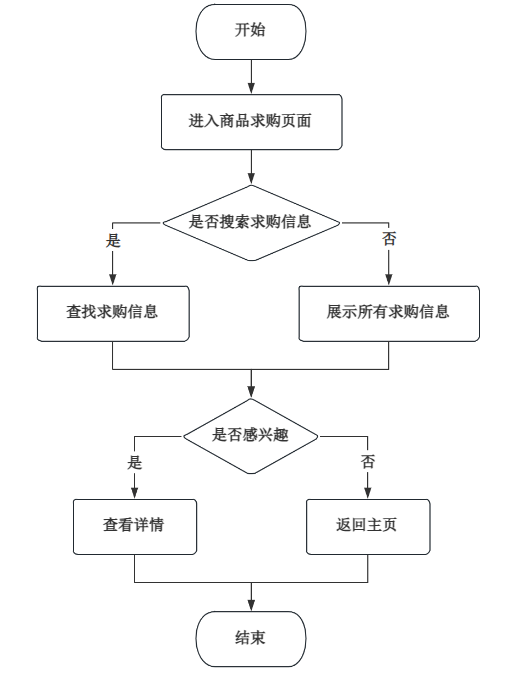 开始
进入商品求购页面
是否搜索求购信息
是
否
查找求购信息
展示所有求购信息
是否感兴趣
是
否
查看详情
返回主页
结束